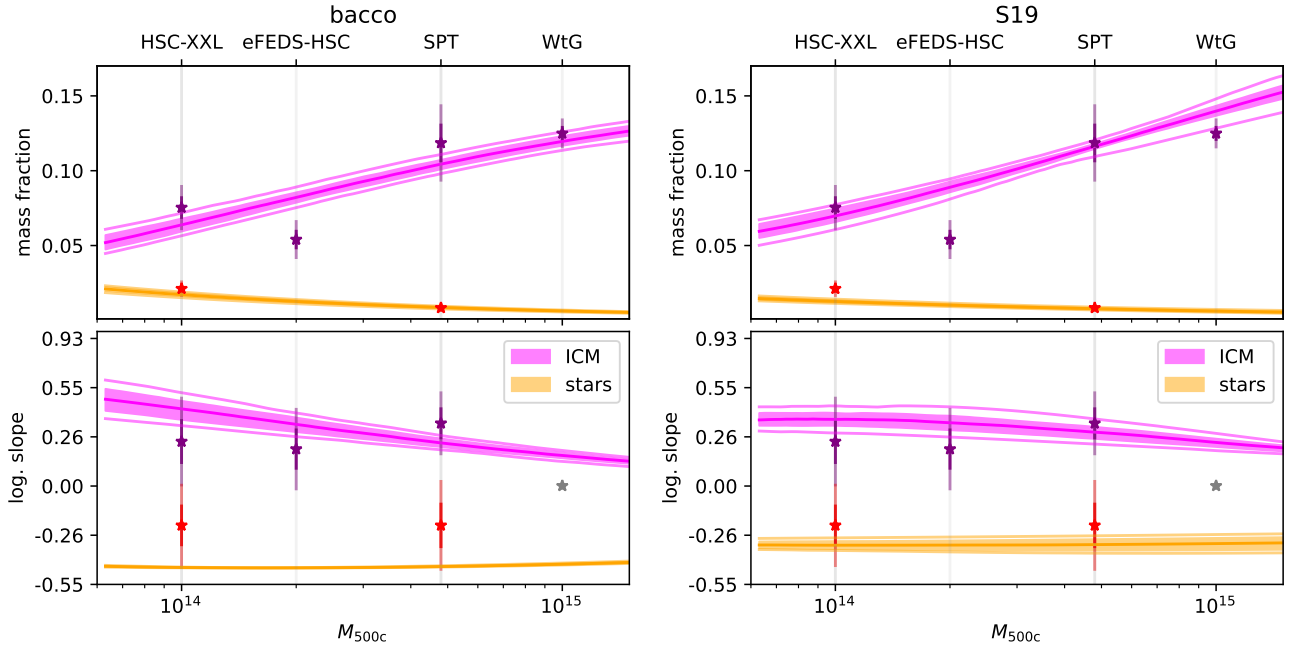 bacco
HSC-XXL eFEDS-HSC SPT WtG
0.15
0.10
0.05
mass fraction
0.93
0.55
0.26
0.00
-0.26
-0.55
log. slope
ICM
stars
10^14 10^15
M_500c
S19
HSC-XXL eFEDS-HSC SPT WtG
0.15
0.10
0.05
mass fraction
0.93
0.55
0.26
0.00
-0.26
-0.55
log. slope
ICM
stars
10^14 10^15
M_500c